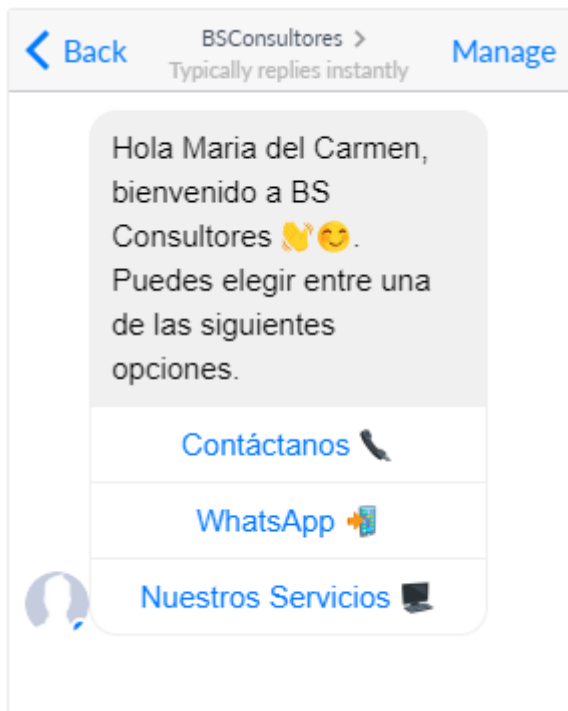 Back
BSConsultores >
Typically replies instantly
Manage
Hola Maria del Carmen,
bienvenido a BS
Consultores 👋😊.
Puedes elegir entre una
de las siguientes
opciones.
Contáctanos 📞
WhatsApp 📲
Nuestros Servicios 🖥️